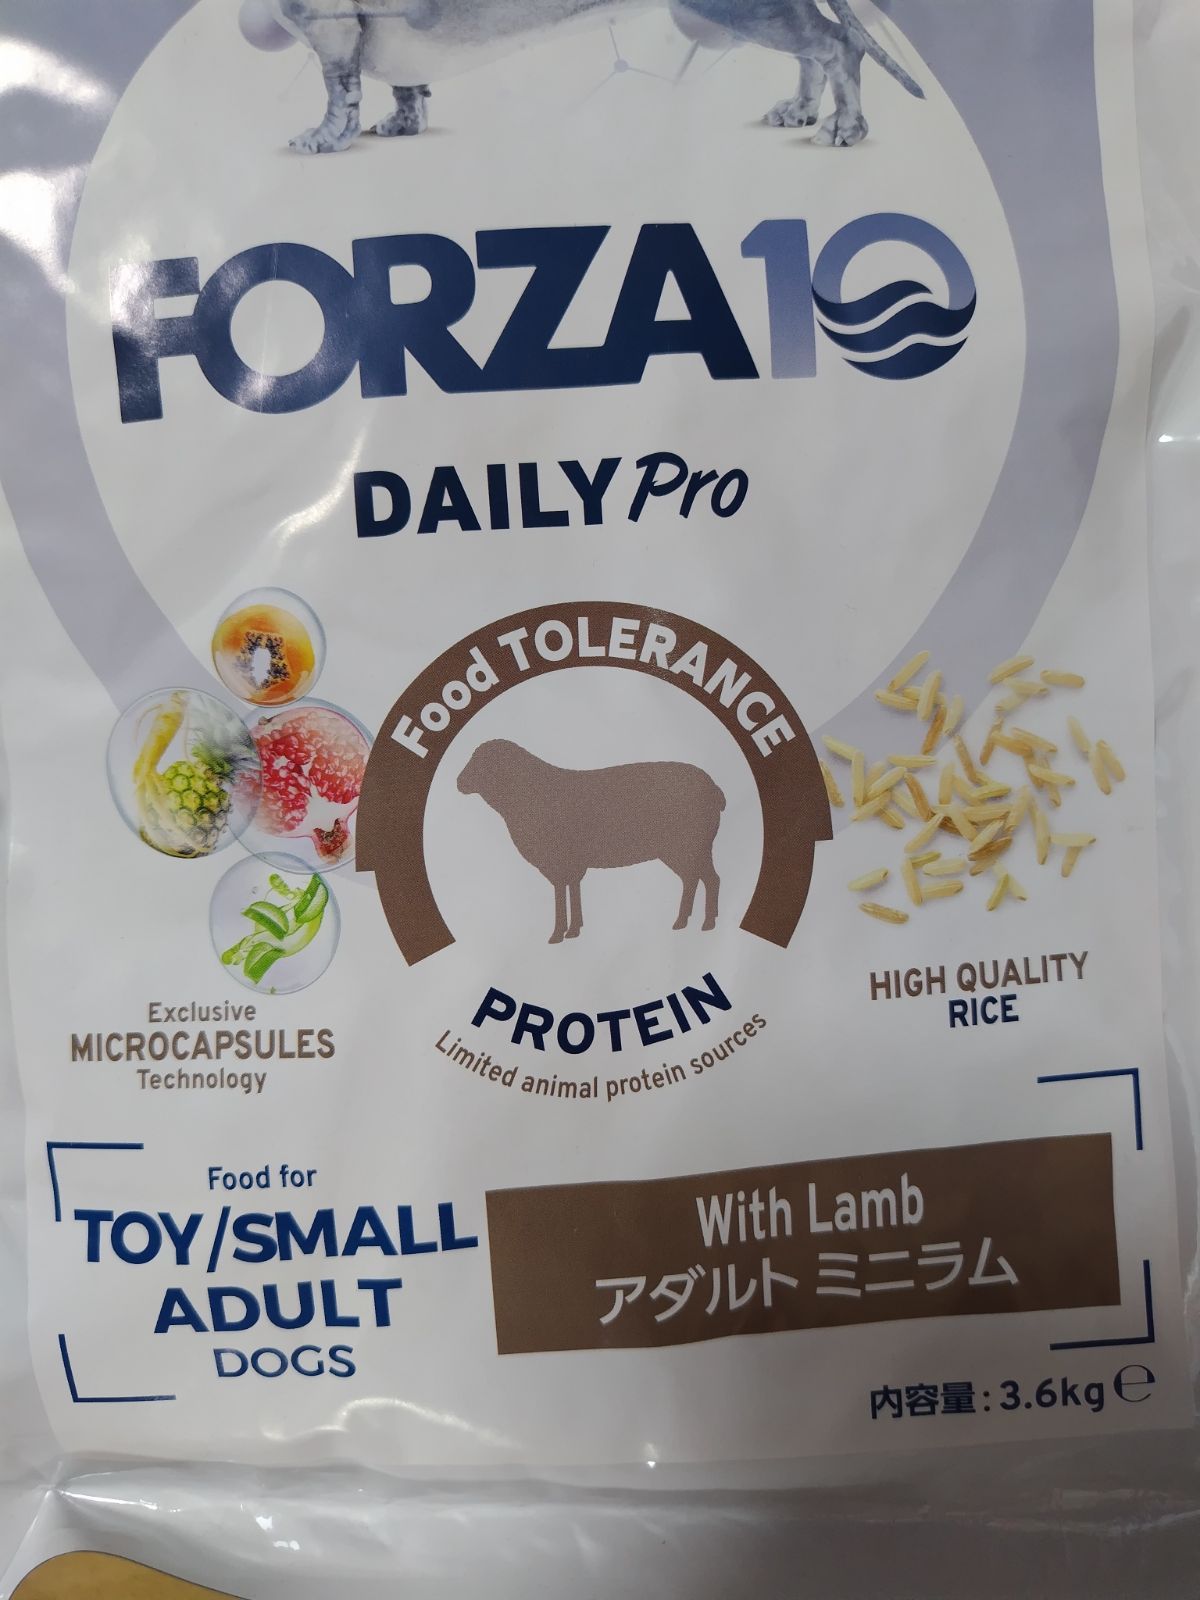 FORZA10
DAILY Pro
Food TOLERANCE
PROTEIN
Limited animal protein sources
Exclusive
MICROCAPSULES
Technology
HIGH QUALITY
RICE
Food for
TOY/SMALL
ADULT
DOGS
With Lamb
アダルト ミニラム
内容量:3.6kg℮